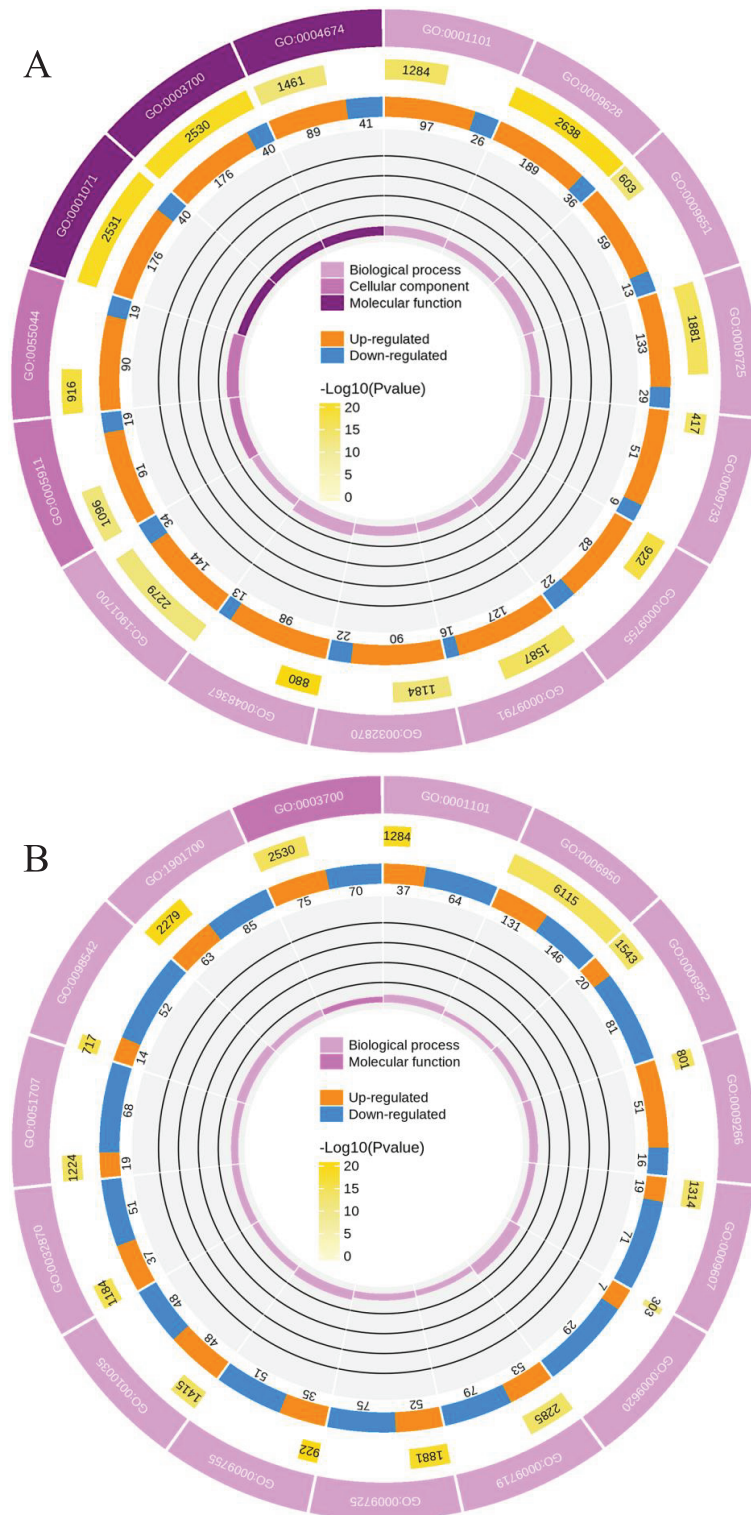 A
GO:0001101
GO:0009628
GO:0009651
GO:0009725
GO:0009733
GO:0009755
GO:0009791
GO:0032870
GO:0048367
GO:1901700
GO:0005911
GO:0055044
GO:0001071
GO:0003700
GO:0004674
1284
2638
603
1881
417
922
1587
1184
880
2279
1096
916
2531
2530
1461
97
26
189
36
59
13
133
29
51
9
82
22
127
16
90
22
98
13
144
34
91
19
90
19
176
40
176
40
89
41
Biological process
Cellular component
Molecular function
Up-regulated
Down-regulated
-Log10(Pvalue)
20
15
10
5
0
B
GO:0001101
GO:0006950
GO:0006952
GO:0009266
GO:0009607
GO:0009620
GO:0009719
GO:0009725
GO:0009755
GO:0010035
GO:0032870
GO:0051707
GO:0098542
GO:1901700
GO:0003700
1284
6115
1543
801
1314
303
2285
1881
922
1415
1184
1224
717
2279
2530
37
64
131
146
20
81
51
16
19
71
7
29
53
79
52
75
35
51
48
48
37
51
19
68
14
52
63
85
75
70
Biological process
Molecular function
Up-regulated
Down-regulated
-Log10(Pvalue)
20
15
10
5
0